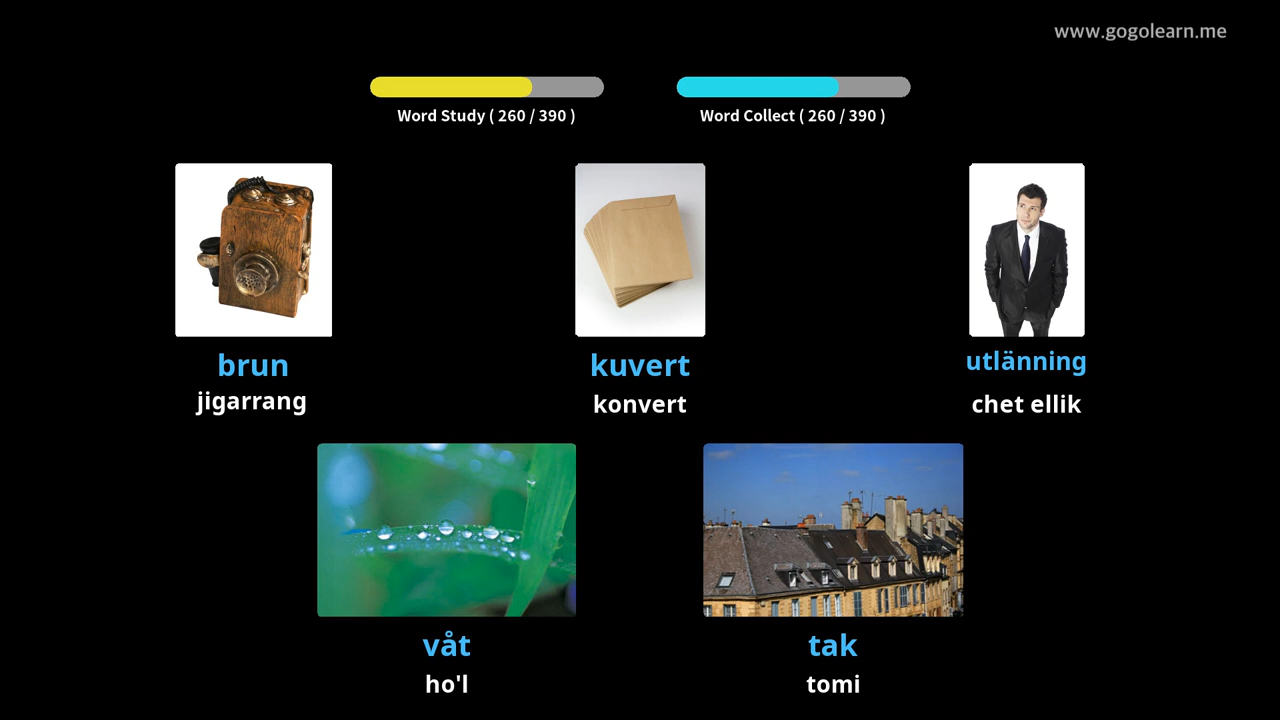 www.gogolearn.me
Word Study ( 260 / 390 )
Word Collect ( 260 / 390 )
brun
jigarrang
kuvert
konvert
utlänning
chet ellik
våt
ho'l
tak
tomi